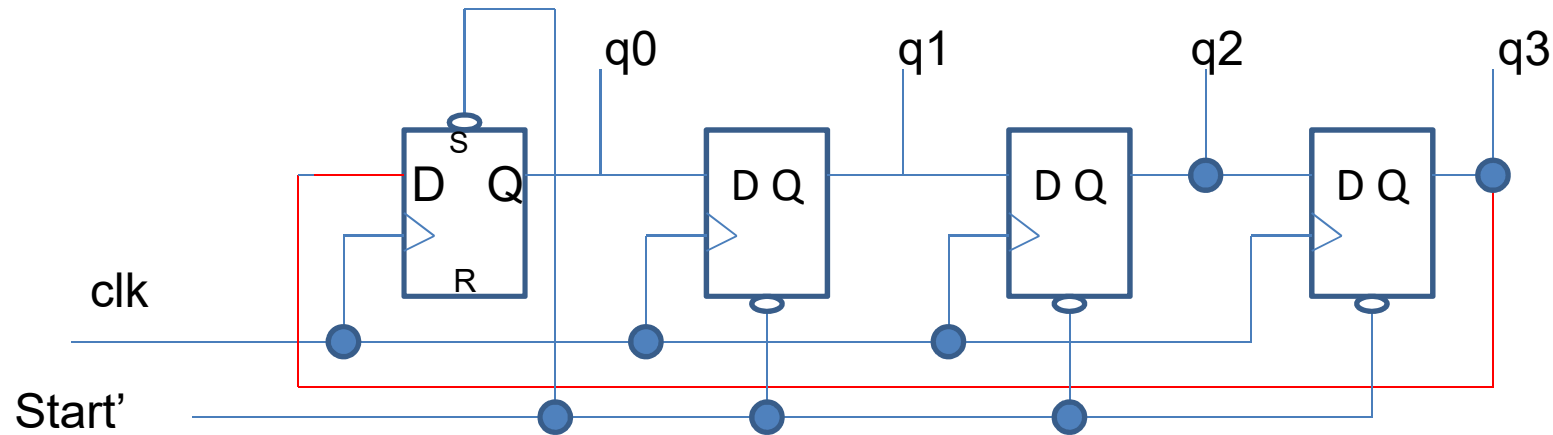 q0 q1 q2 q3
S
D Q D Q D Q D Q
R
clk
Start’